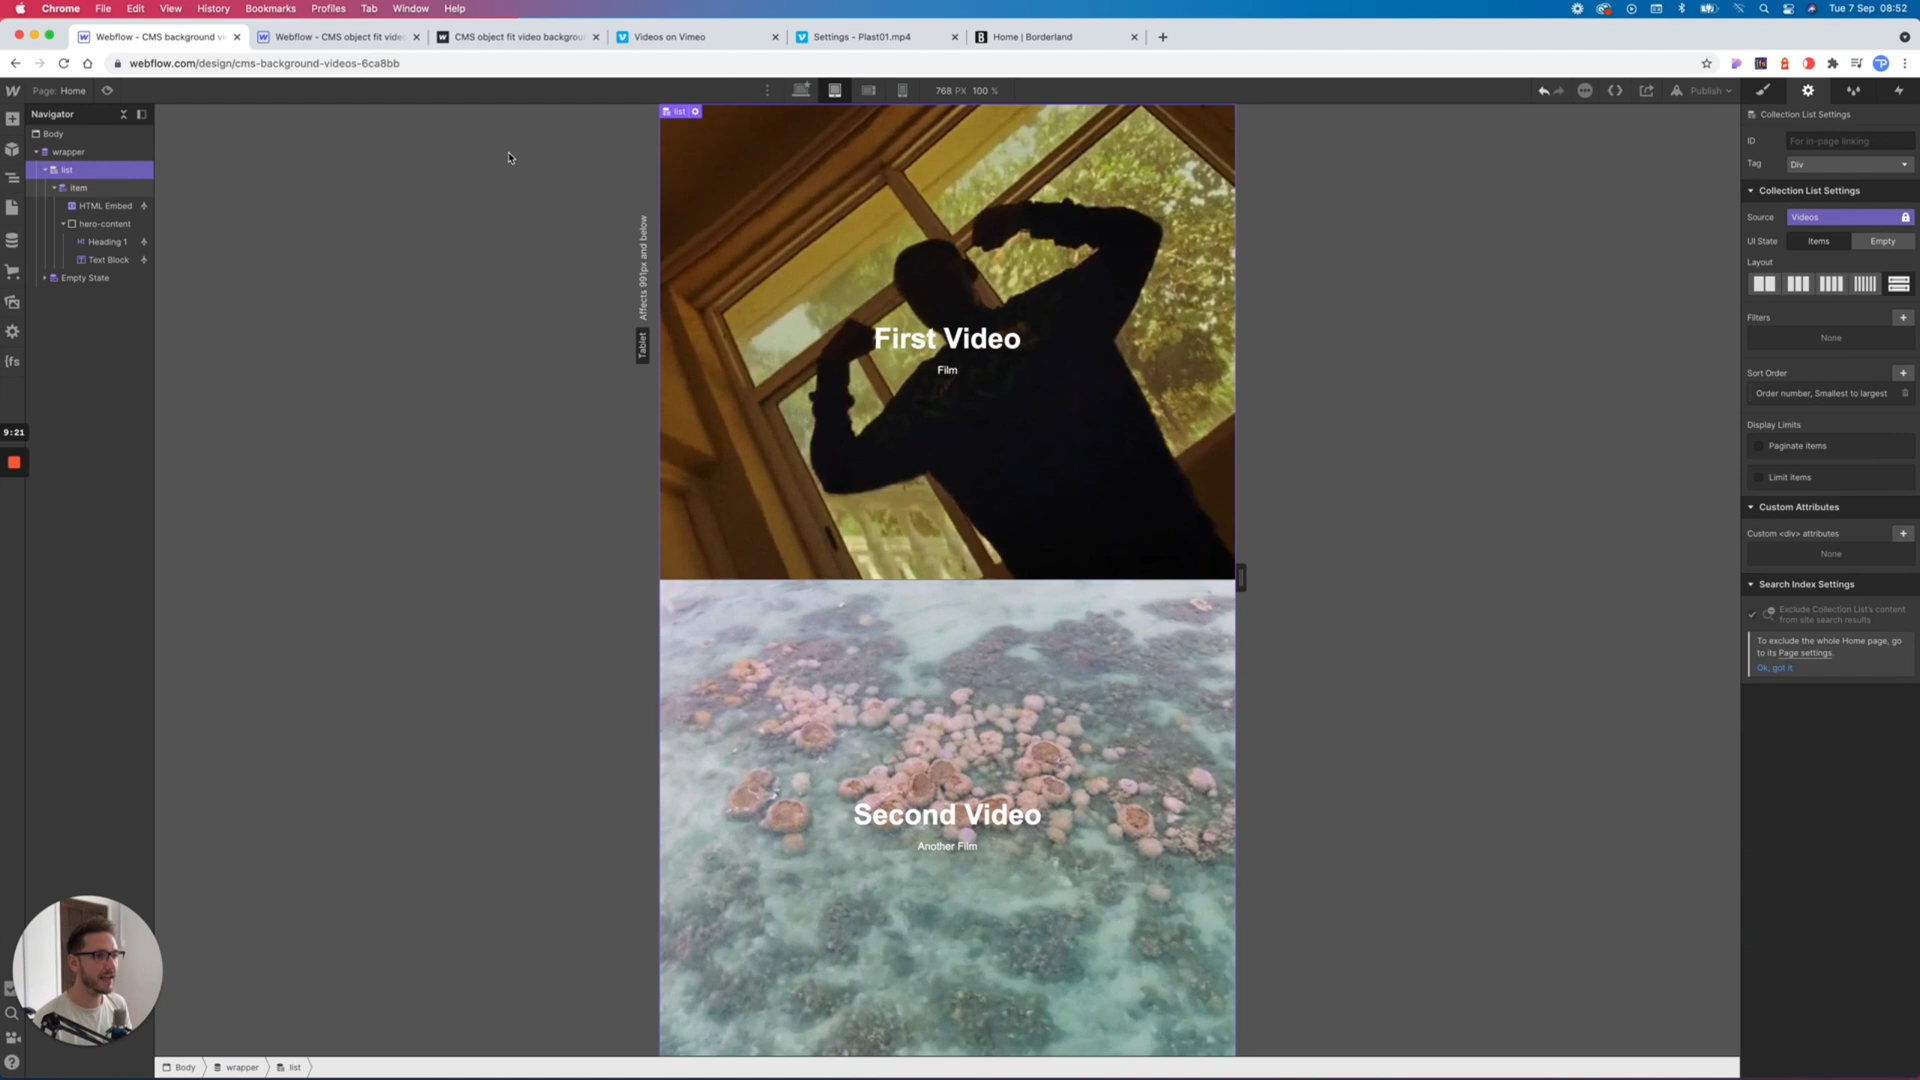 Chrome File Edit View History Bookmarks Profiles Tab Window Help
Tue 7 Sep 08:52
Webflow - CMS background vi
Webflow - CMS object fit video
CMS object fit video backgroun
Videos on Vimeo
Settings - Plast01.mp4
Home | Borderland
webflow.com/design/cms-background-videos-6ca8bb
Page: Home
768 PX 100 %
Publish
Navigator
Body
wrapper
list
item
HTML Embed
hero-content
Heading 1
Text Block
Empty State
{fs
9:21
list
Affects 991px and below
Tablet
First Video
Film
Second Video
Another Film
Collection List Settings
ID For in-page linking
Tag Div
Collection List Settings
Source Videos
UI State Items Empty
Layout
Filters
None
Sort Order
Order number, Smallest to largest
Display Limits
Paginate items
Limit items
Custom Attributes
Custom <div> attributes
None
Search Index Settings
Exclude Collection List's content
from site search results
To exclude the whole Home page, go
to its Page settings.
Ok, got it
Body wrapper list